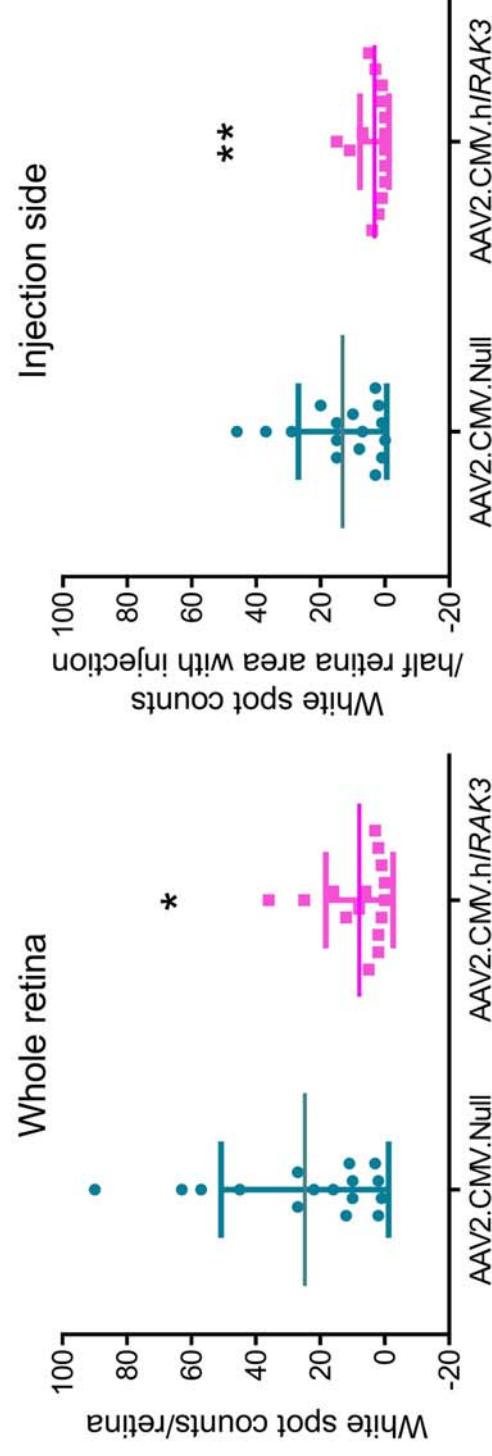 Whole retina
White spot counts/retina
100
80
60
40
20
0
-20
*
AAV2.CMV.Null
AAV2.CMV.hIRAK3
Injection side
White spot counts
/half retina area with injection
100
80
60
40
20
0
-20
**
AAV2.CMV.Null
AAV2.CMV.hIRAK3